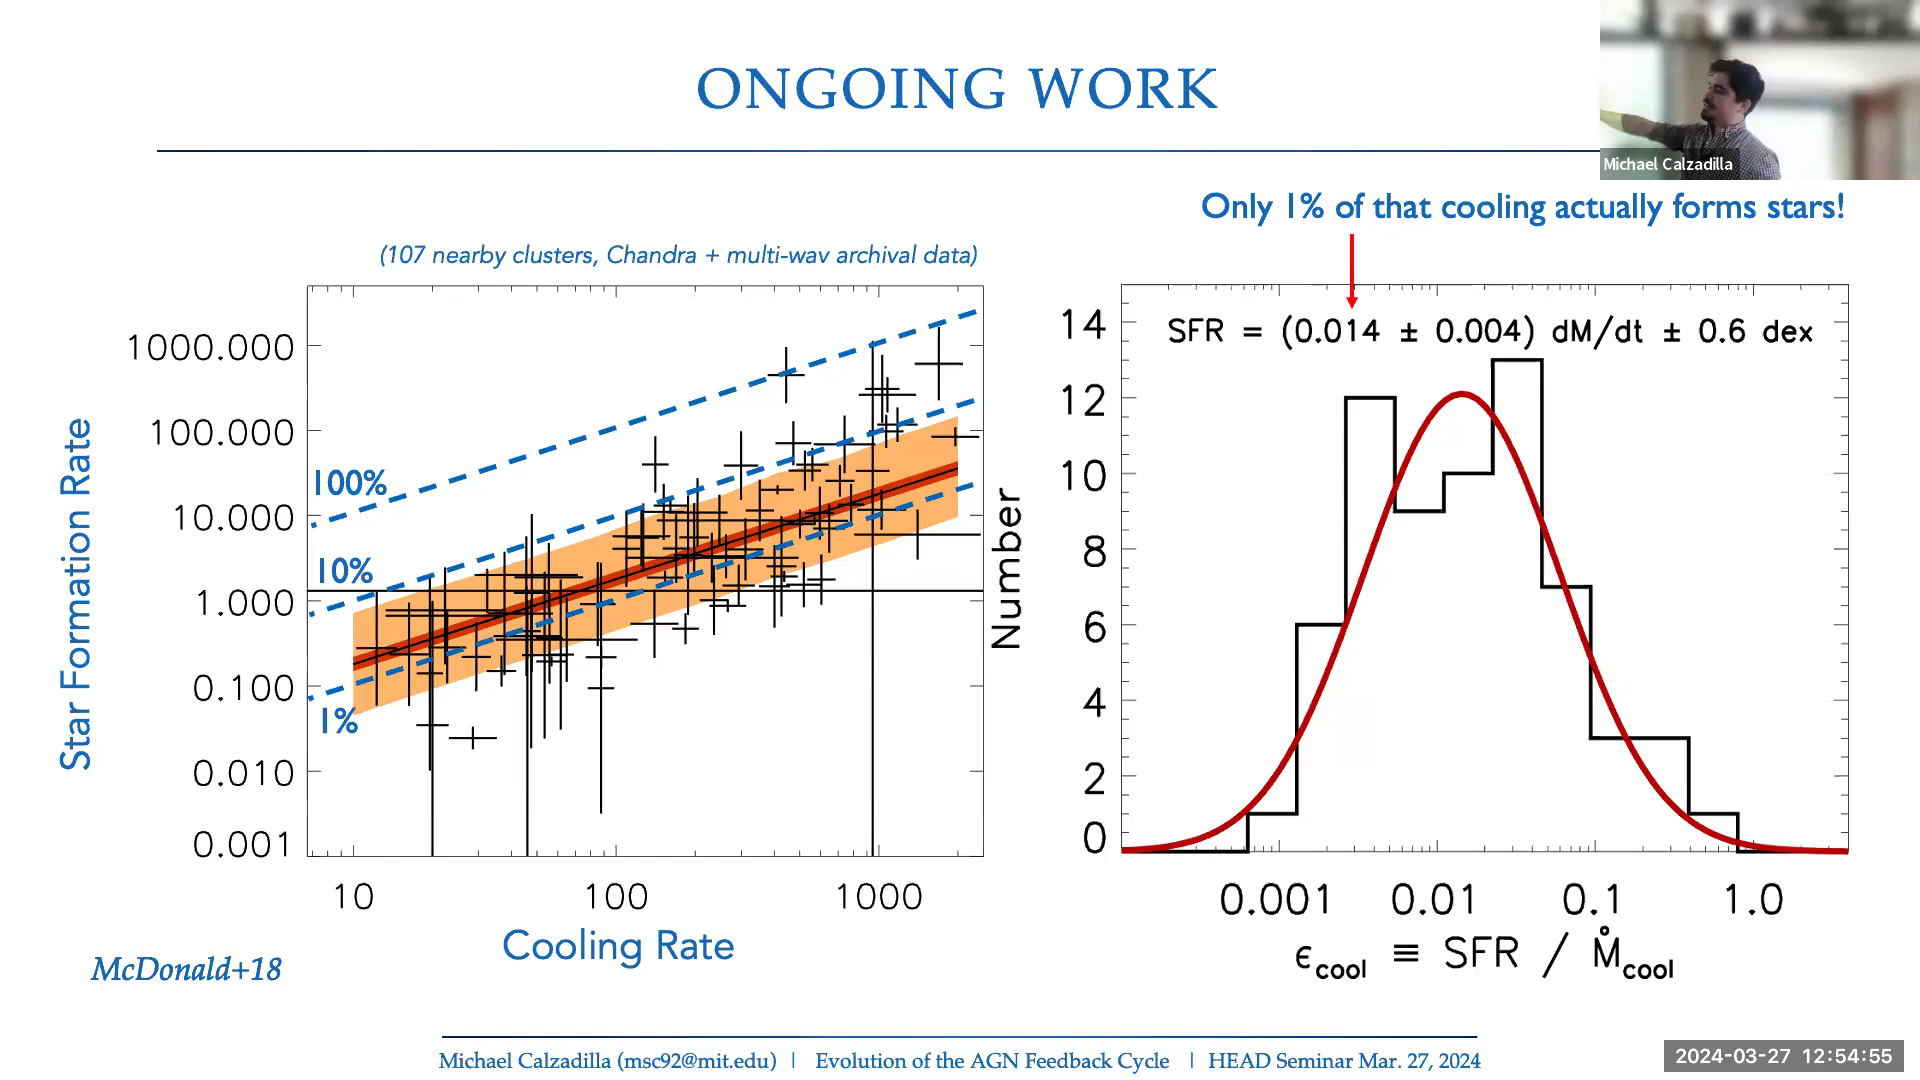 ONGOING WORK
Michael Calzadilla
Only 1% of that cooling actually forms stars!
(107 nearby clusters, Chandra + multi-wav archival data)
Star Formation Rate
1000.000
100.000
10.000
1.000
0.100
0.010
0.001
100%
10%
1%
10 100 1000
Cooling Rate
SFR = (0.014 ± 0.004) dM/dt ± 0.6 dex
Number
14
12
10
8
6
4
2
0
0.001 0.01 0.1 1.0
ϵcool ≡ SFR / Ṁcool
McDonald+18
Michael Calzadilla (msc92@mit.edu) | Evolution of the AGN Feedback Cycle | HEAD Seminar Mar. 27, 2024
2024-03-27 12:54:55